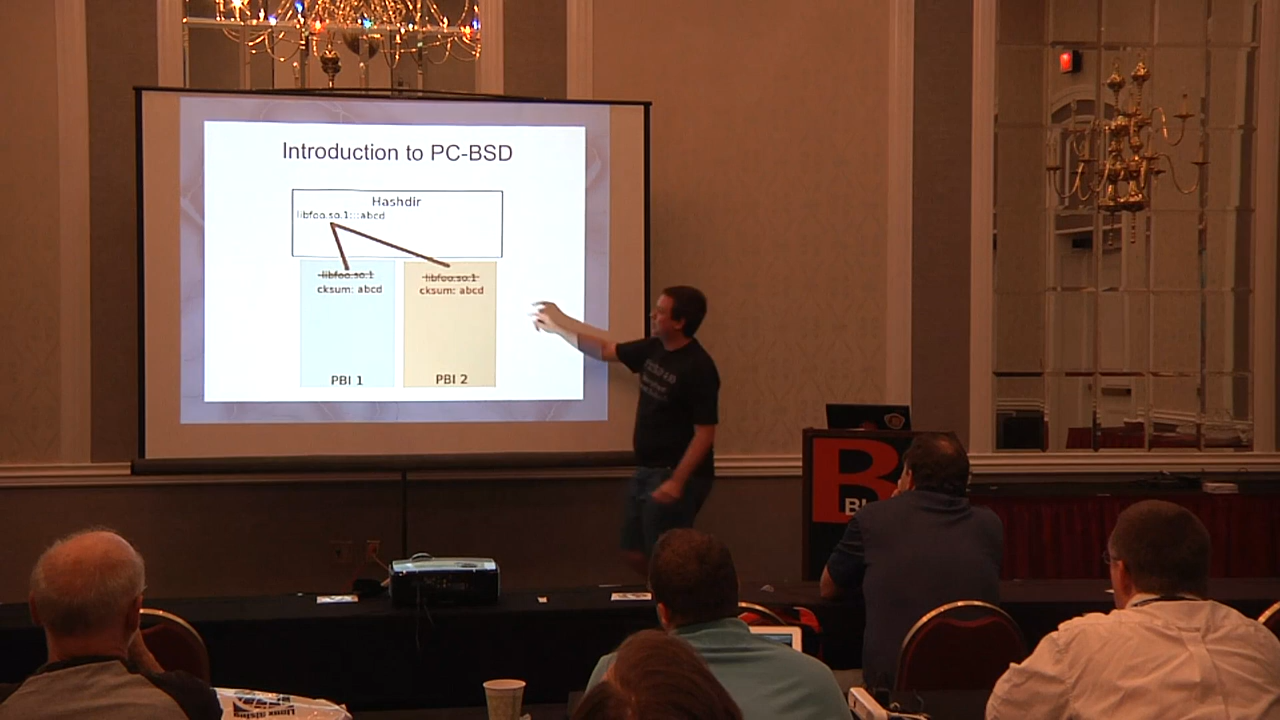 Introduction to PC-BSD
Hashdir
libfoo.so.1:::abcd
libfoo.so.1
cksum: abcd
libfoo.so.1
cksum: abcd
PBI 1
PBI 2
B